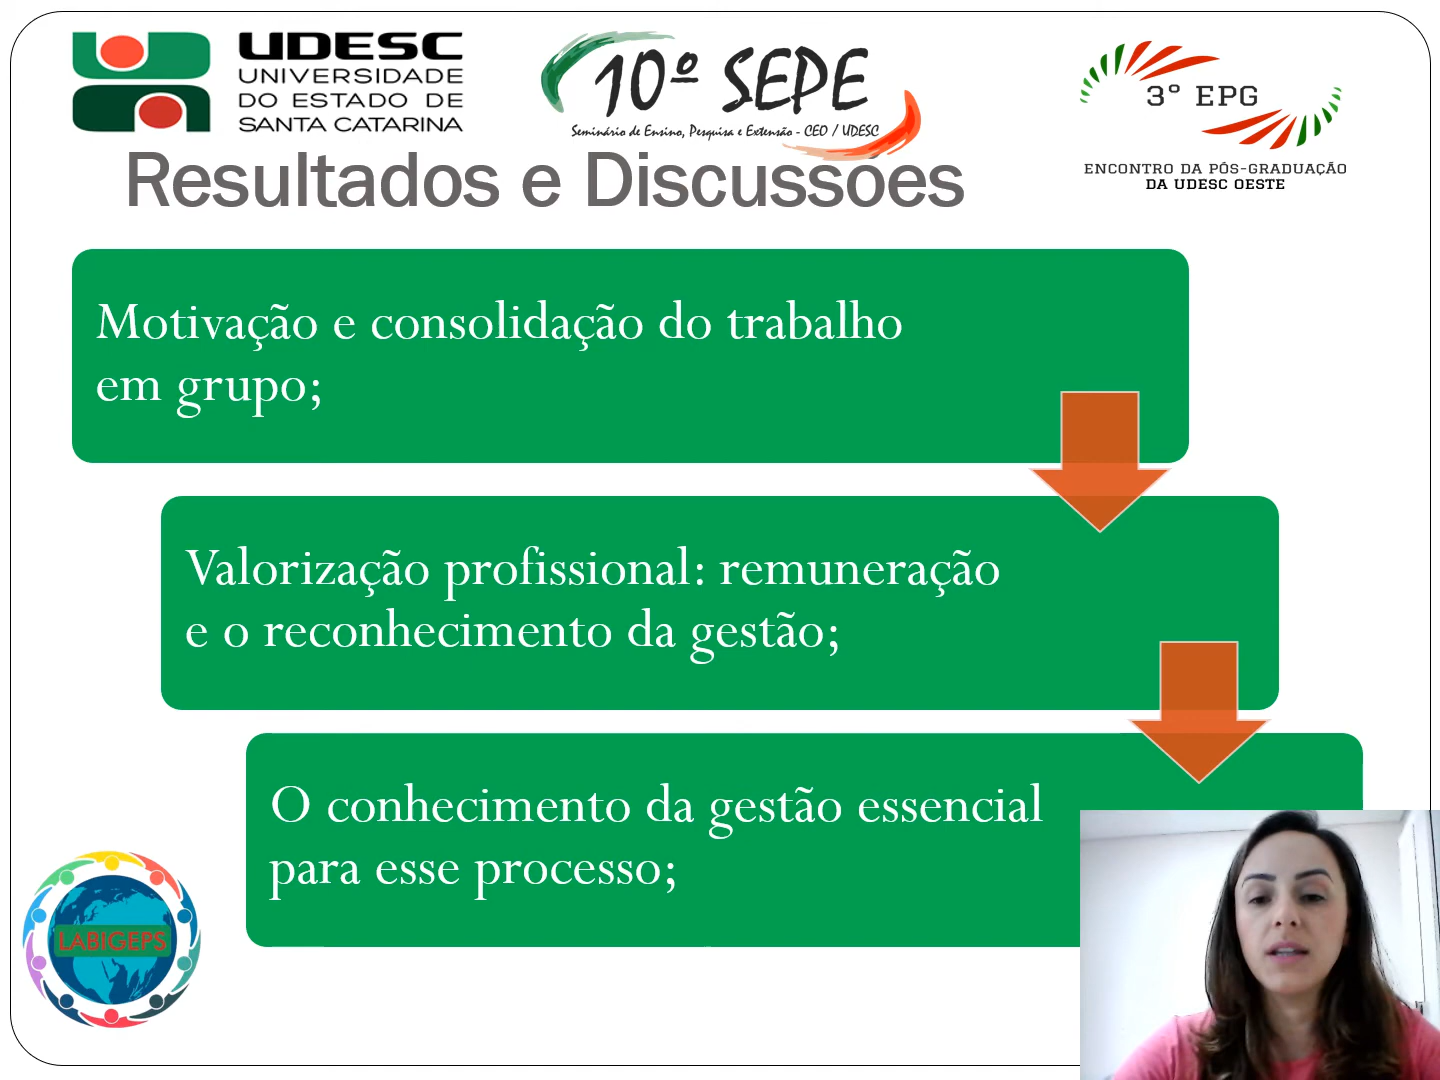 UDESC
UNIVERSIDADE
DO ESTADO DE
SANTA CATARINA
10º SEPE
Seminário de Ensino, Pesquisa e Extensão - CEO / UDESC
3º EPG
ENCONTRO DA PÓS-GRADUAÇÃO
DA UDESC OESTE
Resultados e Discussões
Motivação e consolidação do trabalho
em grupo;
Valorização profissional: remuneração
e o reconhecimento da gestão;
O conhecimento da gestão essencial
para esse processo;
LABIGEPS